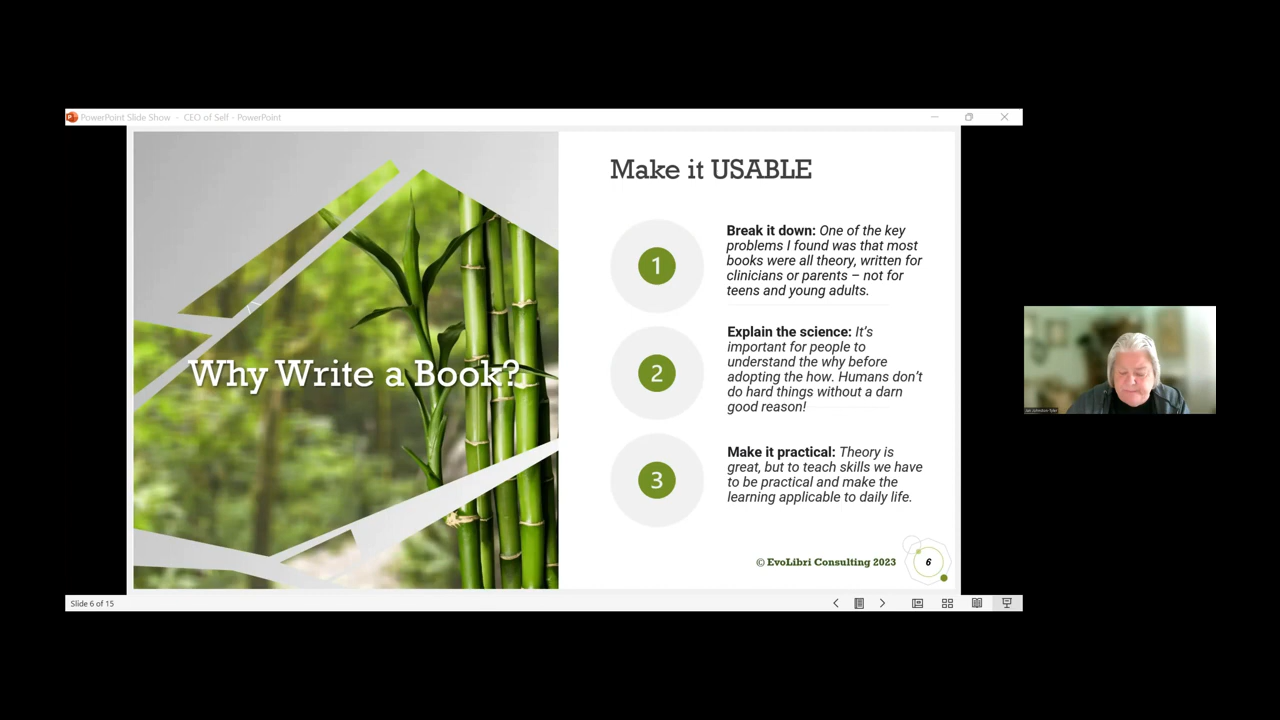 PowerPoint Slide Show - CEO of Self - PowerPoint
Why Write a Book?
Make it USABLE
1
Break it down: One of the key
problems I found was that most
books were all theory, written for
clinicians or parents – not for
teens and young adults.
2
Explain the science: It's
important for people to
understand the why before
adopting the how. Humans don't
do hard things without a darn
good reason!
3
Make it practical: Theory is
great, but to teach skills we have
to be practical and make the
learning applicable to daily life.
© EvoLibri Consulting 2023
6
Slide 6 of 15